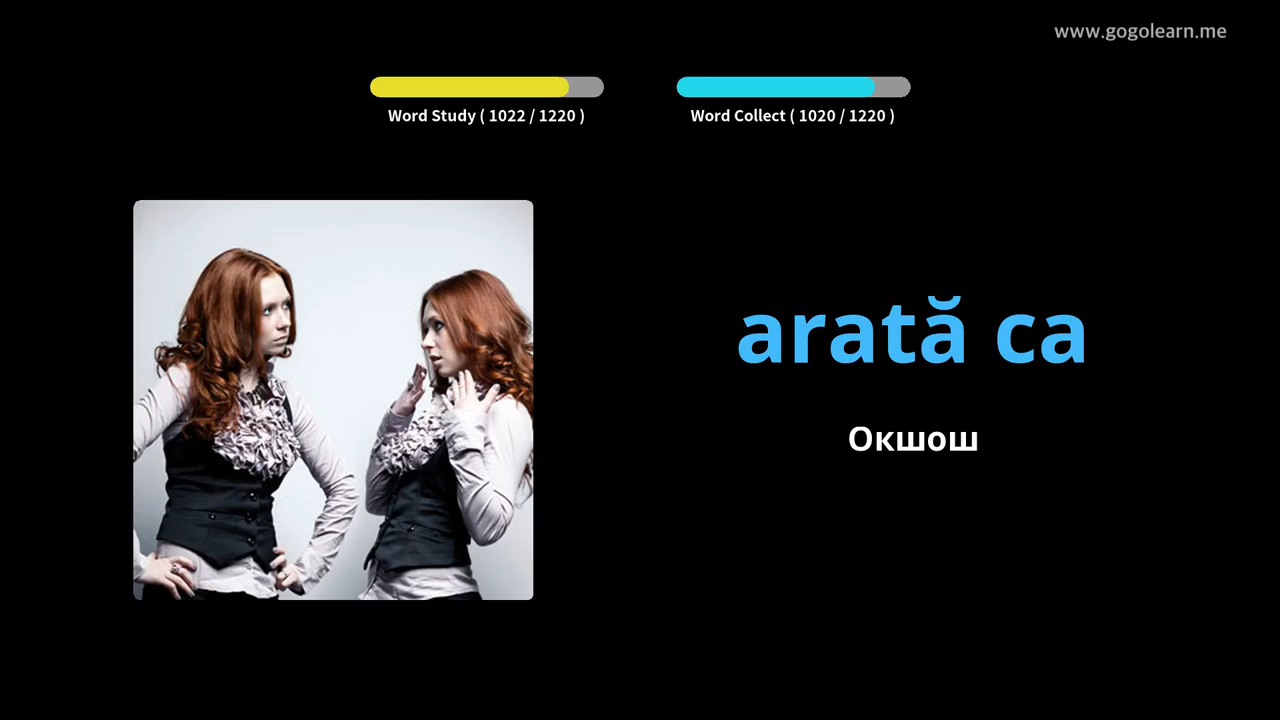 www.gogolearn.me
Word Study ( 1022 / 1220 )
Word Collect ( 1020 / 1220 )
arată ca
Окшош